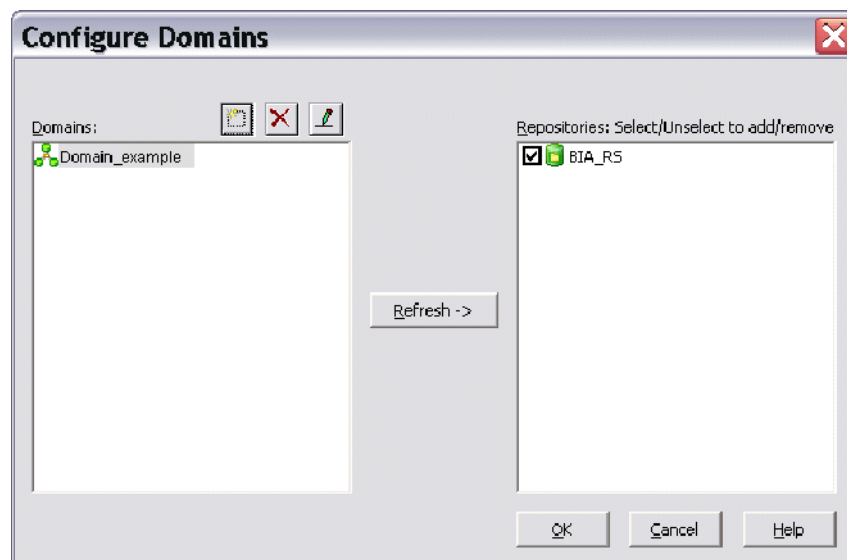 Configure Domains
Domains:
Repositories: Select/Unselect to add/remove
Domain_example
BIA_RS
Refresh ->
OK
Cancel
Help